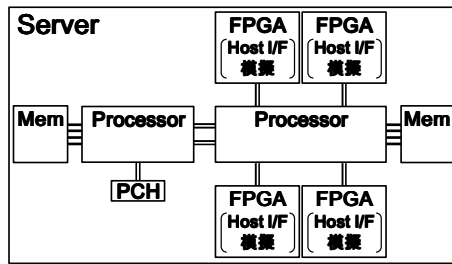 Server
FPGA
Host I/F
模擬
FPGA
Host I/F
模擬
Mem
Processor
Processor
Mem
PCH
FPGA
Host I/F
模擬
FPGA
Host I/F
模擬